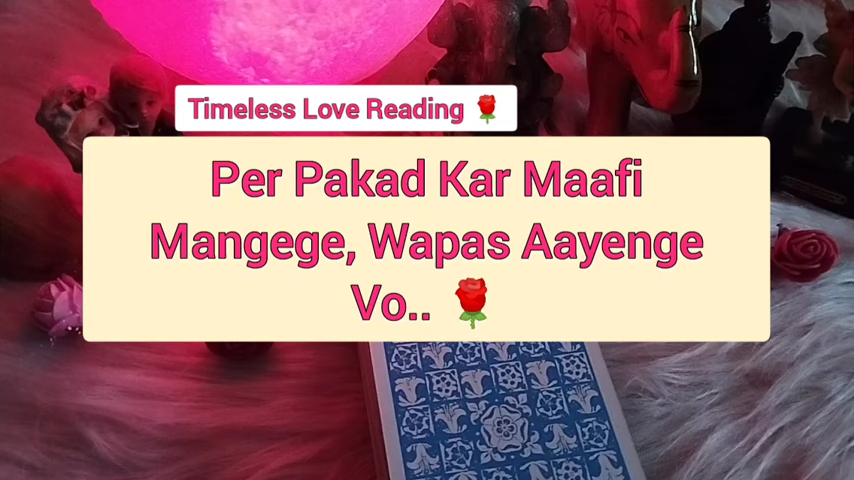 Timeless Love Reading 🌹
Per Pakad Kar Maafi
Mangege, Wapas Aayenge
Vo.. 🌹